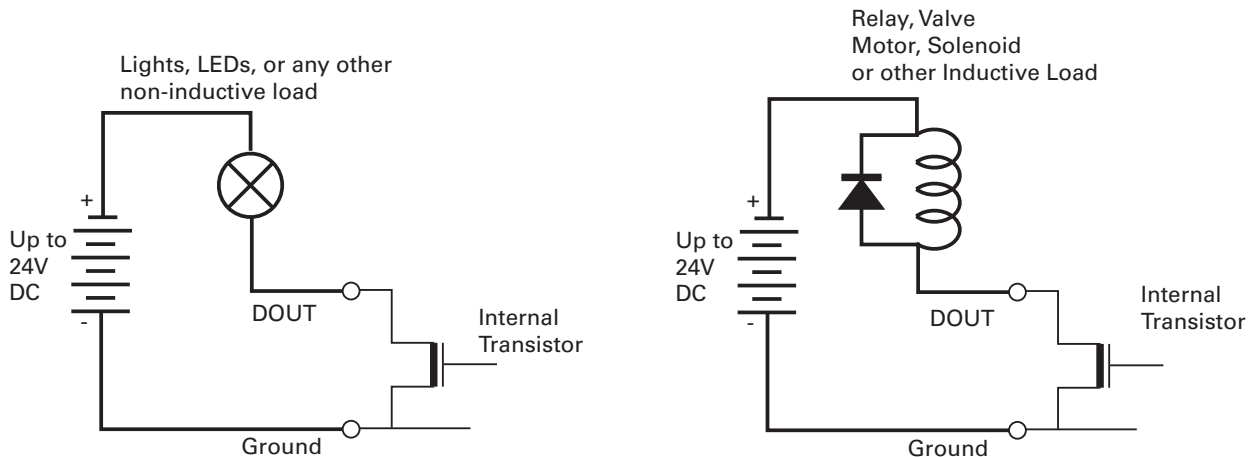 Lights, LEDs, or any other
non-inductive load
+
Up to
24V
DC
-
DOUT
Internal
Transistor
Ground
Relay, Valve
Motor, Solenoid
or other Inductive Load
+
Up to
24V
DC
-
DOUT
Internal
Transistor
Ground